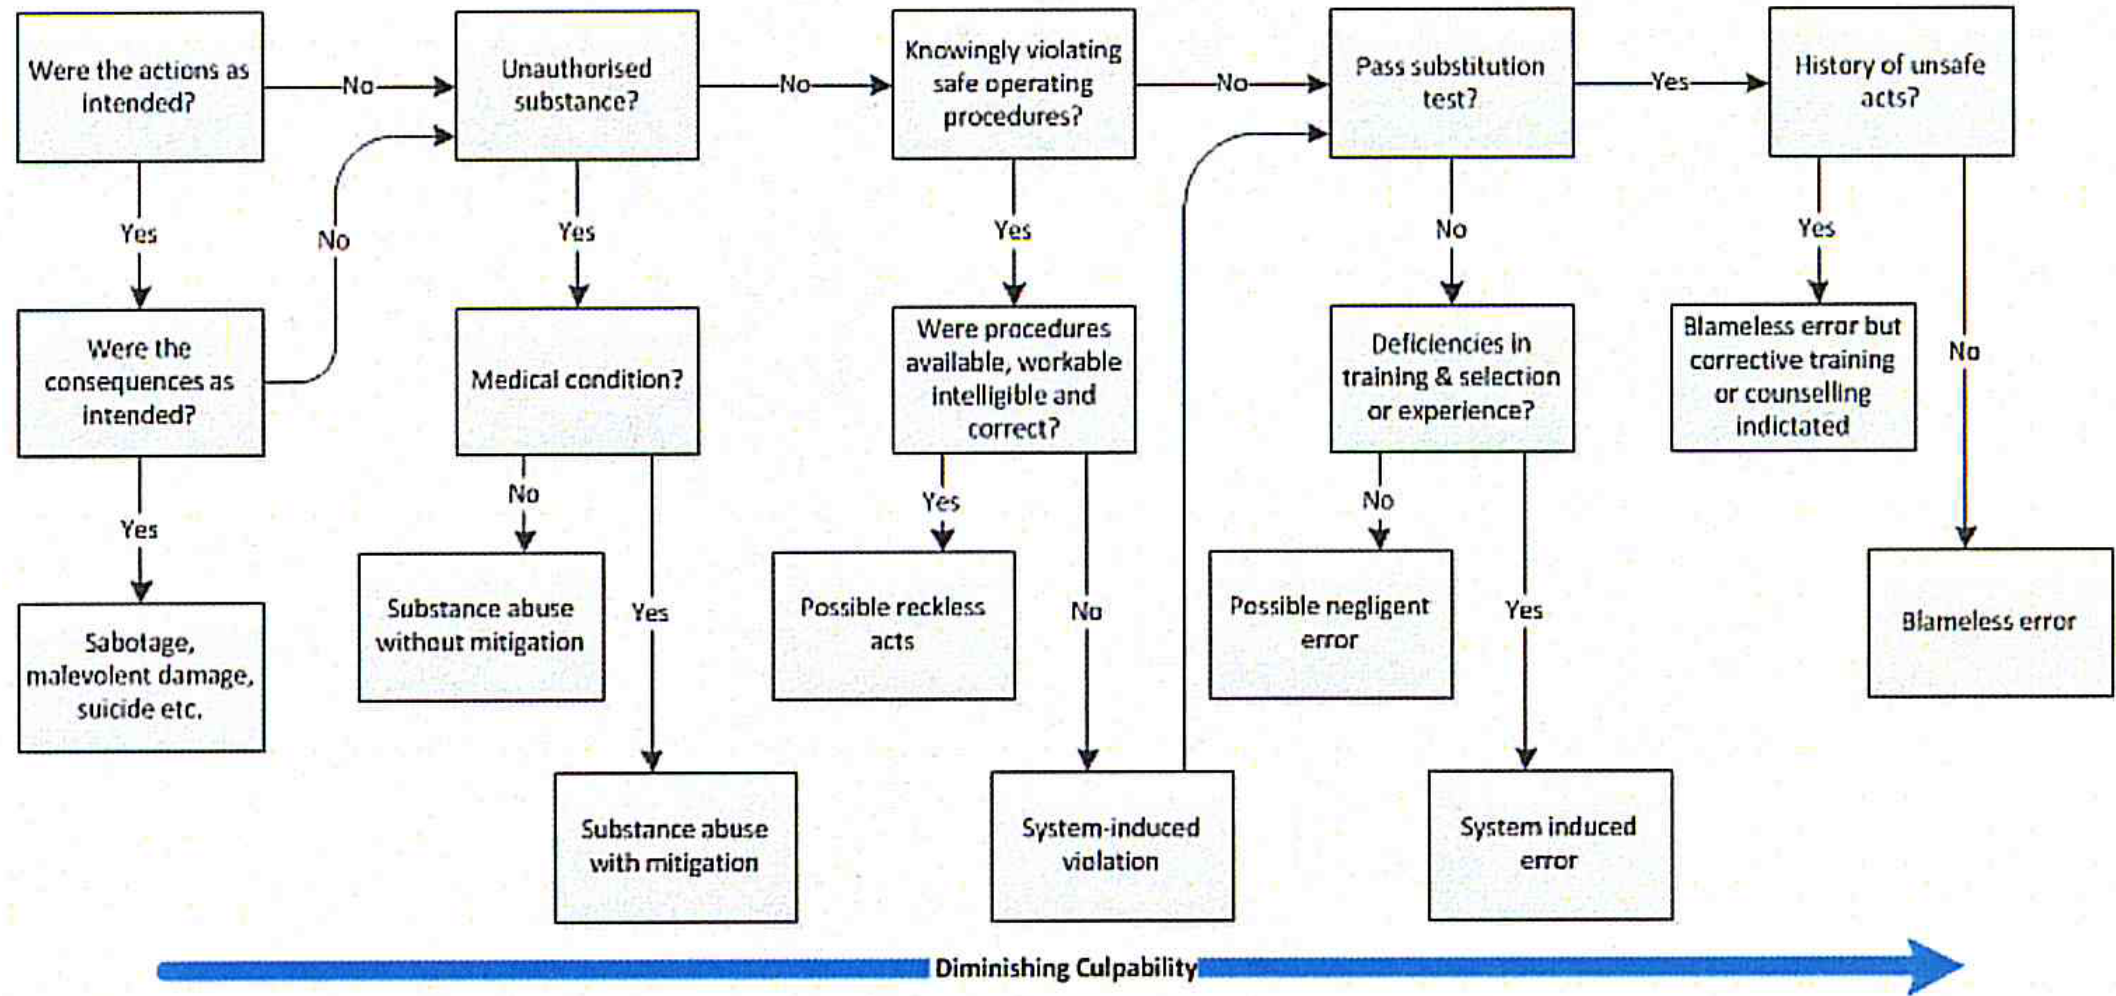 Were the actions as
intended?
No
Unauthorised
substance?
No
Knowingly violating
safe operating
procedures?
No
Pass substitution
test?
Yes
History of unsafe
acts?
Yes
No
Yes
Yes
No
Yes
No
Were the
consequences as
intended?
Medical condition?
Were procedures
available, workable
intelligible and
correct?
Deficiencies in
training & selection
or experience?
Blameless error but
corrective training
or counselling
indictated
Yes
No
Yes
Yes
No
No
Yes
Sabotage,
malevolent damage,
suicide etc.
Substance abuse
without mitigation
Possible reckless
acts
Possible negligent
error
Blameless error
Substance abuse
with mitigation
System-induced
violation
System induced
error
Diminishing Culpability